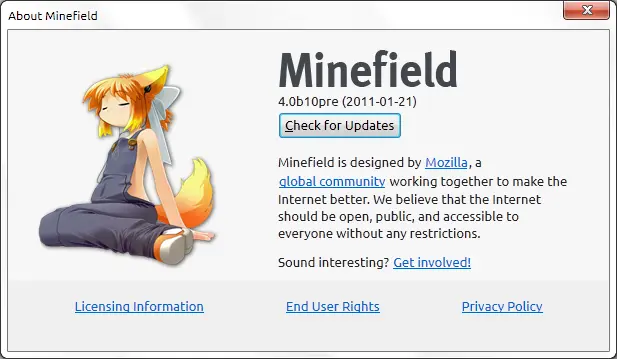 About Minefield
Minefield
4.0b10pre (2011-01-21)
Check for Updates
Minefield is designed by Mozilla, a
global community working together to make the
Internet better. We believe that the Internet
should be open, public, and accessible to
everyone without any restrictions.
Sound interesting? Get involved!
Licensing Information End User Rights Privacy Policy